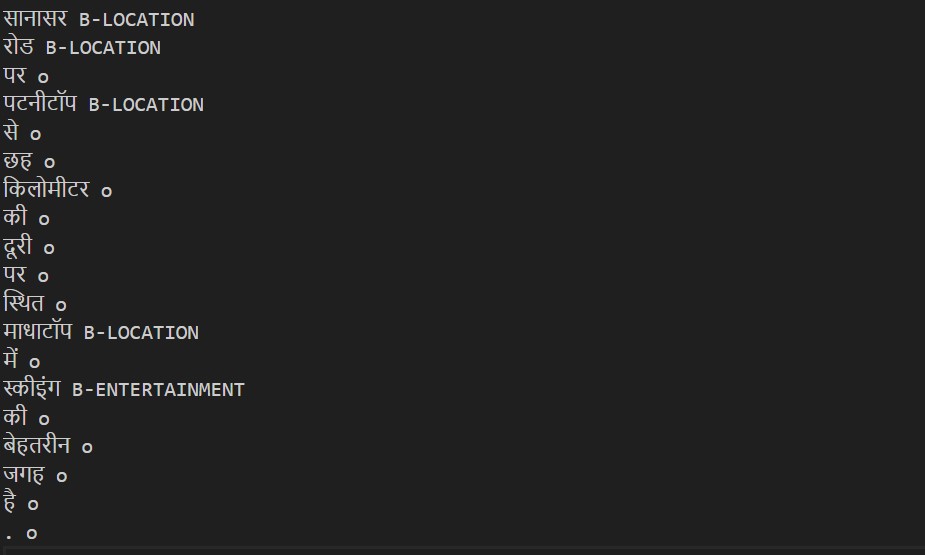 सानासर B-LOCATION
रोड B-LOCATION
पर o
पटनीटॉप B-LOCATION
से o
छह o
किलोमीटर o
की o
दूरी o
पर o
स्थित o
माधाटॉप B-LOCATION
में o
स्कीइंग B-ENTERTAINMENT
की o
बेहतरीन o
जगह o
है o
. o